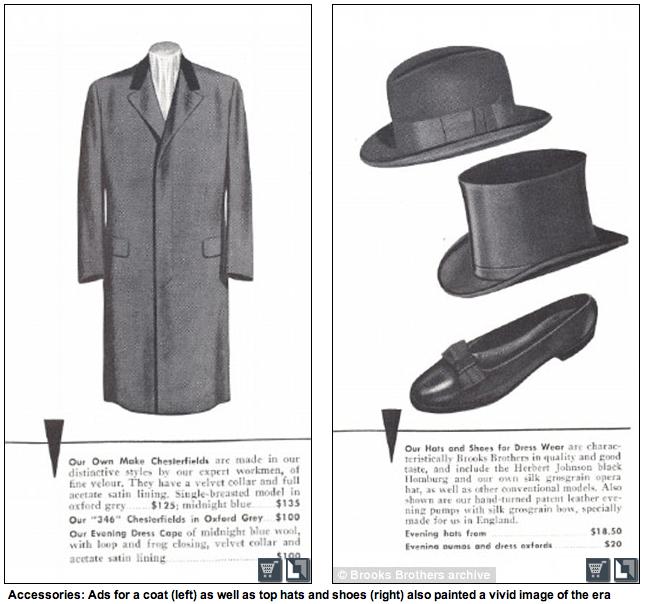 Our Own Make Chesterfields are made in our
distinctive styles by our expert workmen, of
fine velour. They have a velvet collar and full
acetate satin lining. Single-breasted model in
oxford grey...... $125; midnight blue.... $135
Our "346" Chesterfields in Oxford Grey $100
Our Evening Dress Cape of midnight blue wool,
with loop and frog closing, velvet collar and
acetate satin lining $100
Our Hats and Shoes for Dress Wear are charac-
teristically Brooks Brothers in quality and good
taste, and include the Herbert Johnson black
Homburg and our own silk grosgrain opera
hat, as well as other conventional models. Also
shown are our hand-turned patent leather eve-
ning pumps with silk grosgrain bow, specially
made for us in England.
Evening hats from $18.50
Evening pumps and dress oxfords $20
© Brooks Brothers archive
Accessories: Ads for a coat (left) as well as top hats and shoes (right) also painted a vivid image of the era